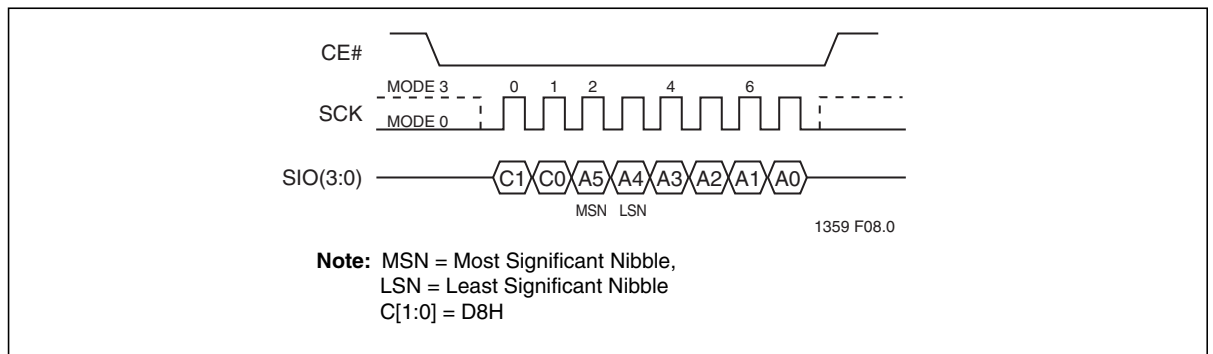 CE#
MODE 3 0 1 2 4 6
SCK
MODE 0
SIO(3:0) C1 C0 A5 A4 A3 A2 A1 A0
MSN LSN
1359 F08.0
Note: MSN = Most Significant Nibble,
LSN = Least Significant Nibble
C[1:0] = D8H